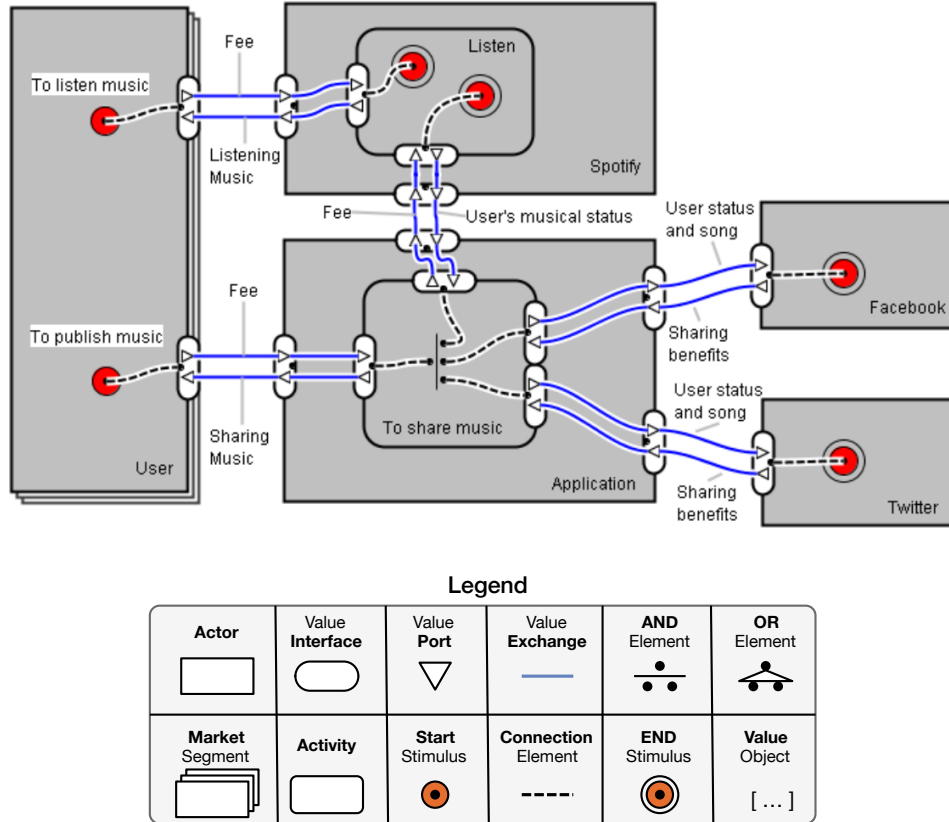 Fee
Listen
To listen music
Listening
Music
Spotify
Fee
User's musical status
User status
and song
Fee
Facebook
To publish music
Sharing
benefits
User status
and song
To share music
Sharing
Music
User
Application
Sharing
benefits
Twitter
Legend
Actor
Value
Interface
Value
Port
Value
Exchange
AND
Element
OR
Element
Market
Segment
Activity
Start
Stimulus
Connection
Element
END
Stimulus
Value
Object
[ ... ]